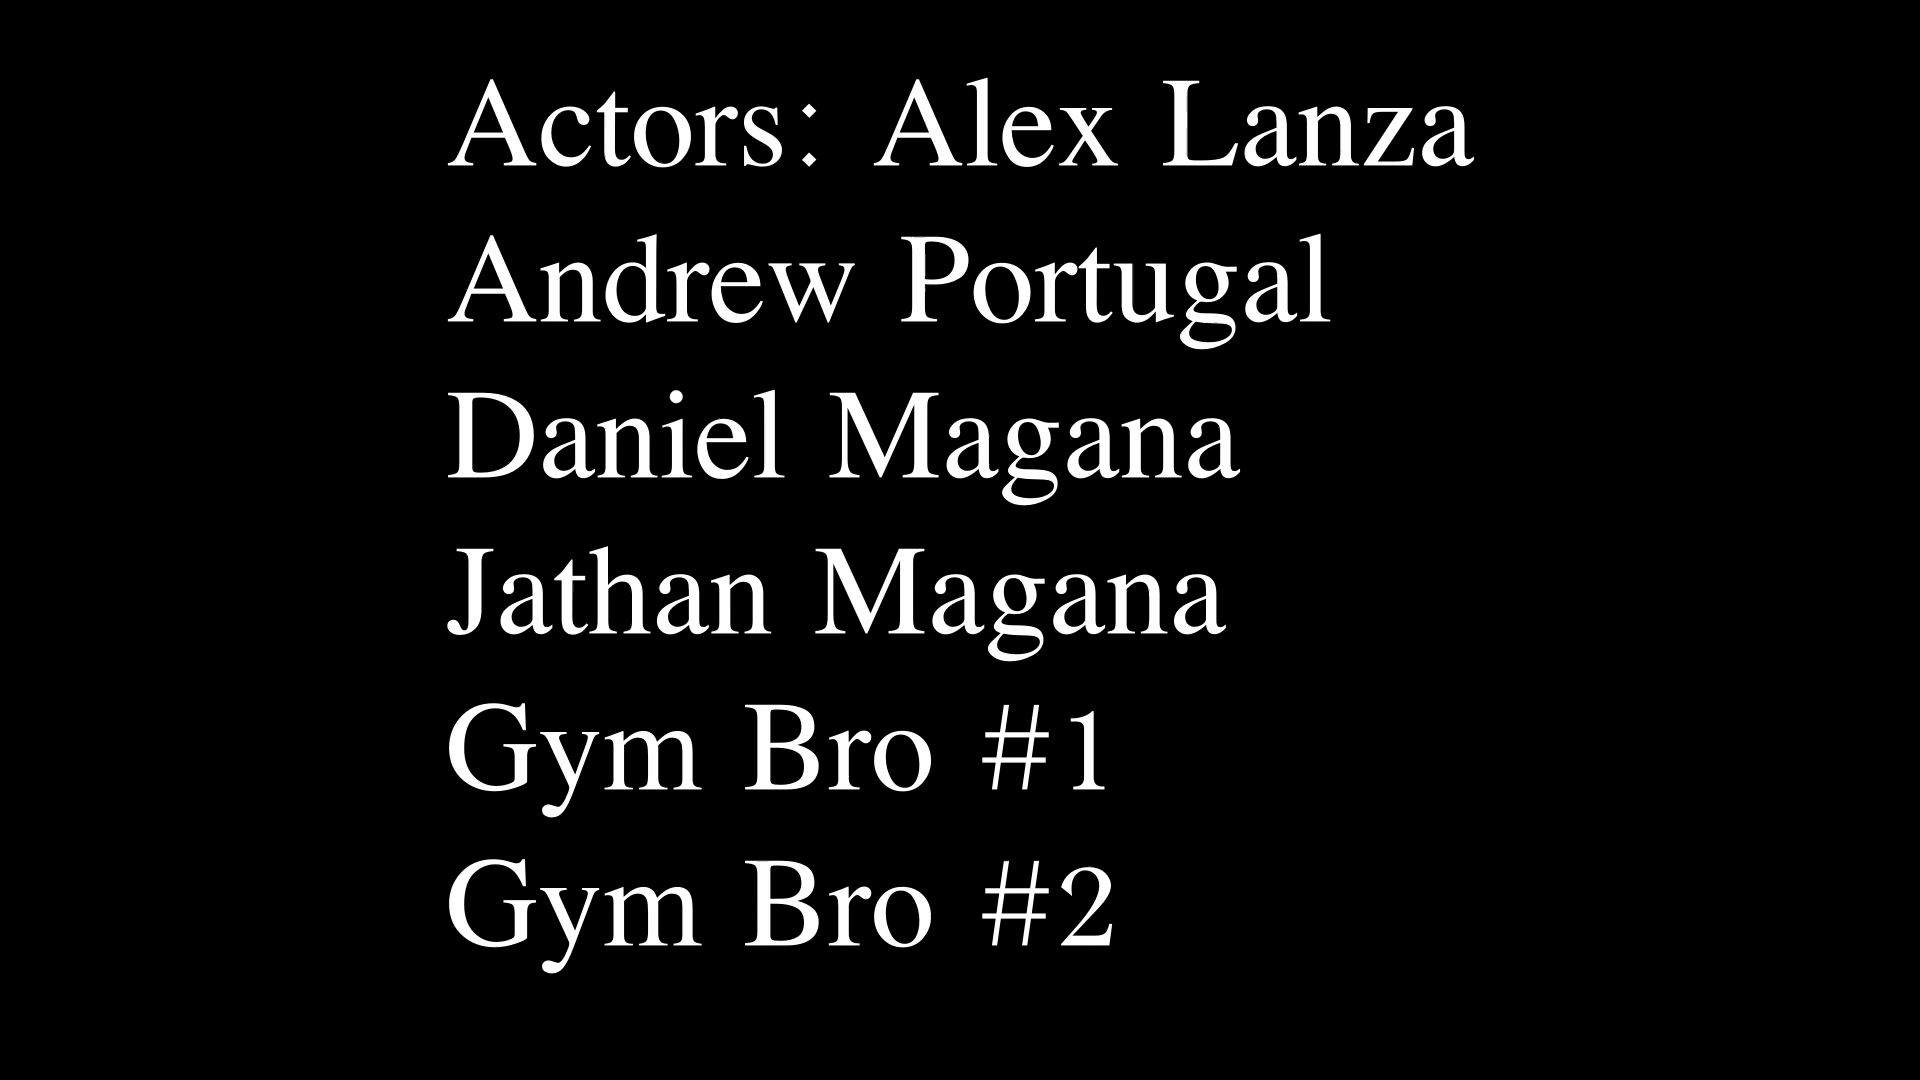 Actors: Alex Lanza
Andrew Portugal
Daniel Magana
Jathan Magana
Gym Bro #1
Gym Bro #2